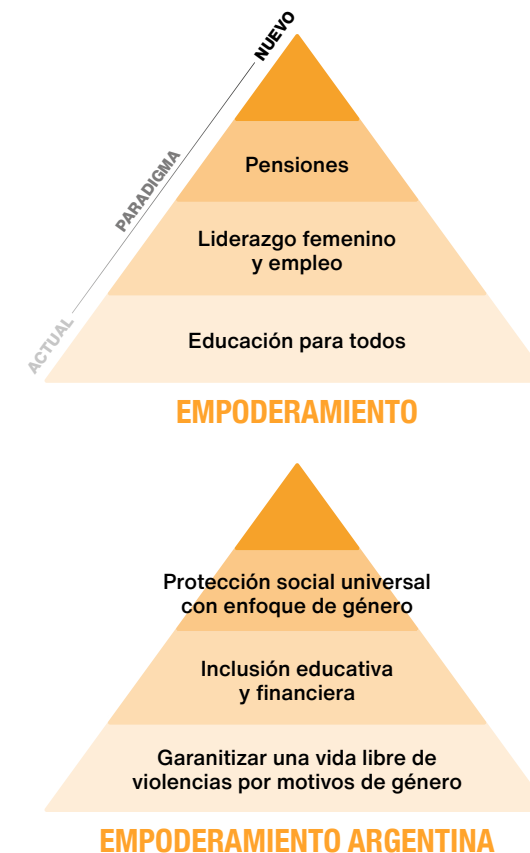 NUEVO
PARADIGMA
ACTUAL
Pensiones
Liderazgo femenino
y empleo
Educación para todos
EMPODERAMIENTO
Protección social universal
con enfoque de género
Inclusión educativa
y financiera
Garanitizar una vida libre de
violencias por motivos de género
EMPODERAMIENTO ARGENTINA